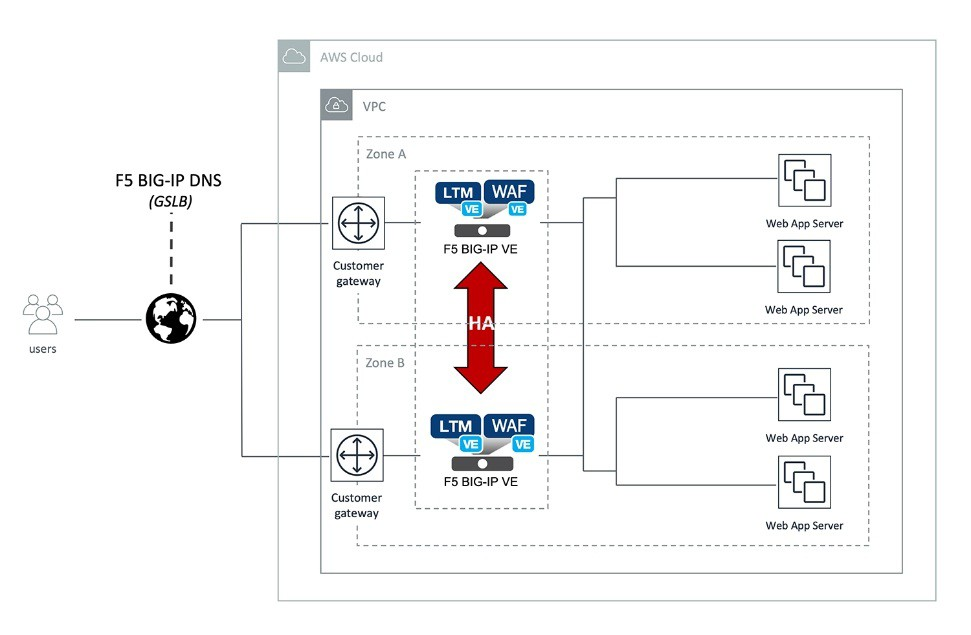 AWS Cloud
VPC
Zone A
F5 BIG-IP DNS
(GSLB)
LTM WAF
VE VE
F5 BIG-IP VE
Web App Server
Customer
gateway
Web App Server
users
HA
Zone B
LTM WAF
VE VE
F5 BIG-IP VE
Web App Server
Customer
gateway
Web App Server